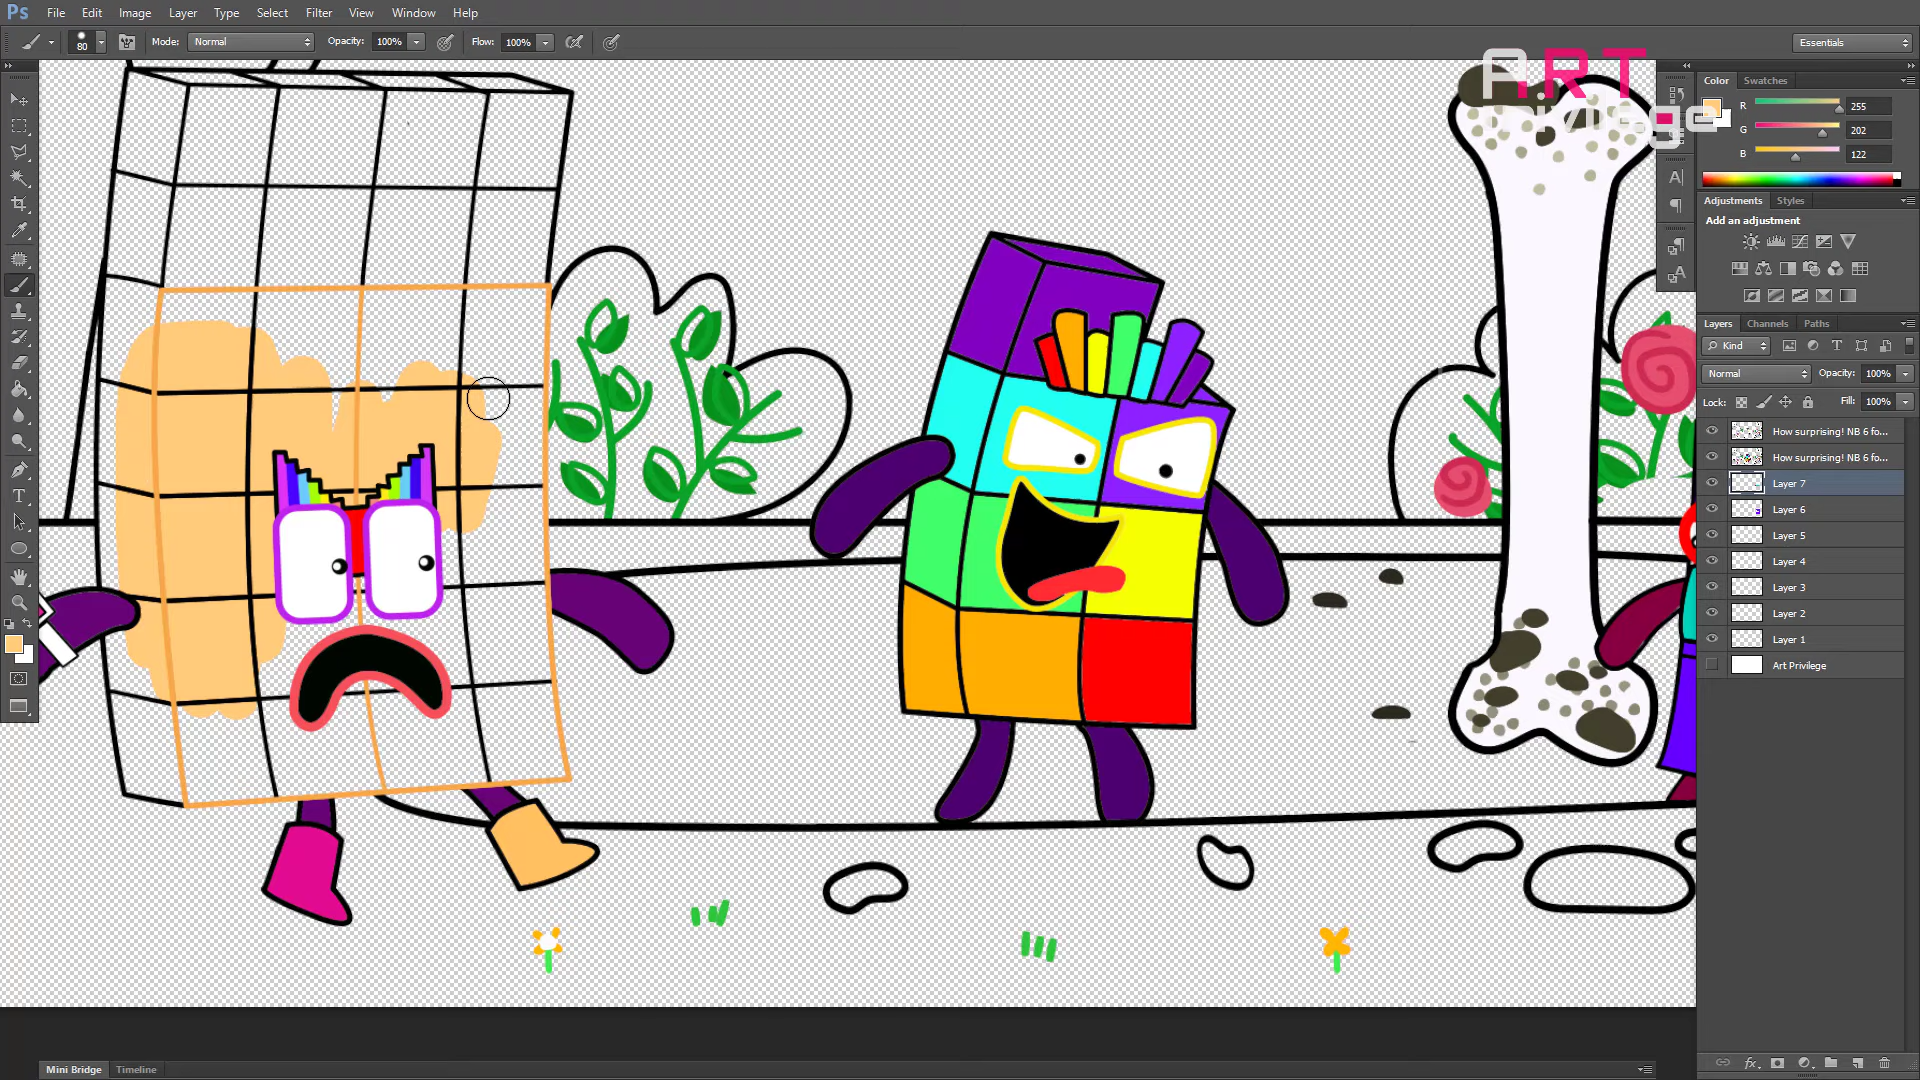 Ps File Edit Image Layer Type Select Filter View Window Help
80 Mode: Normal Opacity: 100% Flow: 100% Essentials
ART
Privilege
Color Swatches
R 255
G 202
B 122
Adjustments Styles
Add an adjustment
Layers Channels Paths
Kind
Normal Opacity: 100%
Lock: Fill: 100%
How surprising! NB 6 fo...
How surprising! NB 6 fo...
Layer 7
Layer 6
Layer 5
Layer 4
Layer 3
Layer 2
Layer 1
Art Privilege
Mini Bridge Timeline